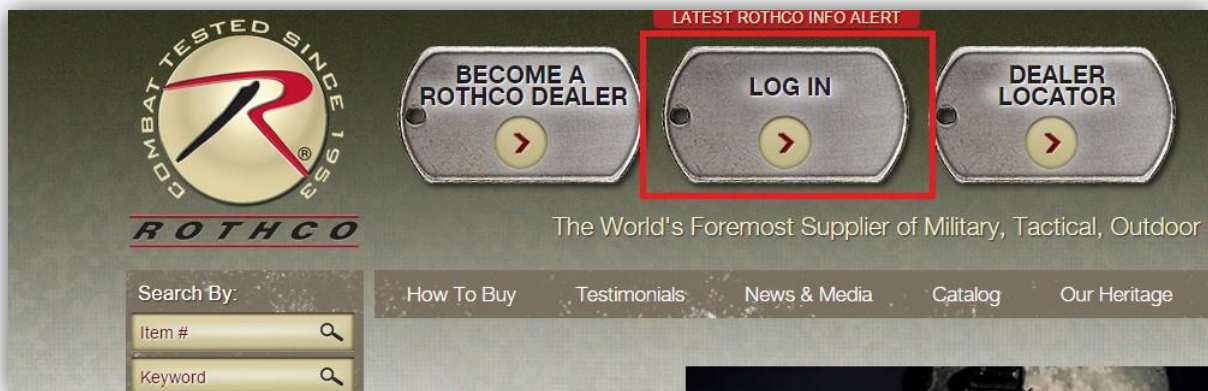 LATEST ROTHCO INFO ALERT
COMBAT TESTED SINCE 1953
R
®
ROTHCO
BECOME A
ROTHCO DEALER
LOG IN
DEALER
LOCATOR
The World's Foremost Supplier of Military, Tactical, Outdoor
How To Buy Testimonials News & Media Catalog Our Heritage
Search By:
Item #
Keyword